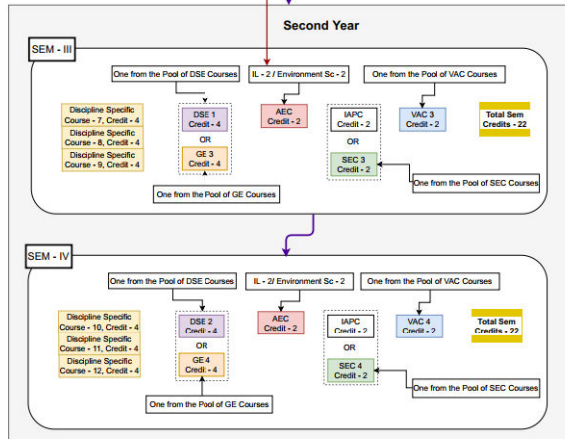 Second Year
SEM - III
One from the Pool of DSE Courses
IL - 2 / Environment Sc - 2
One from the Pool of VAC Courses
Discipline Specific
Course - 7, Credit - 4
Discipline Specific
Course - 8, Credit - 4
Discipline Specific
Course - 9, Credit - 4
DSE 1
Credit - 4
OR
GE 3
Credit - 4
AEC
Credit - 2
IAPC
Credit - 2
OR
SEC 3
Credit - 2
VAC 3
Credit - 2
Total Sem
Credits - 22
One from the Pool of SEC Courses
One from the Pool of GE Courses
SEM - IV
One from the Pool of DSE Courses
IL - 2/ Environment Sc - 2
One from the Pool of VAC Courses
Discipline Specific
Course - 10, Credit - 4
Discipline Specific
Course - 11, Credit - 4
Discipline Specific
Course - 12, Credit - 4
DSE 2
Credit - 4
OR
GE 4
Credit - 4
AEC
Credit - 2
IAPC
Credit - 2
OR
SEC 4
Credit - 2
VAC 4
Credit - 2
Total Sem
Credits - 22
One from the Pool of SEC Courses
One from the Pool of GE Courses